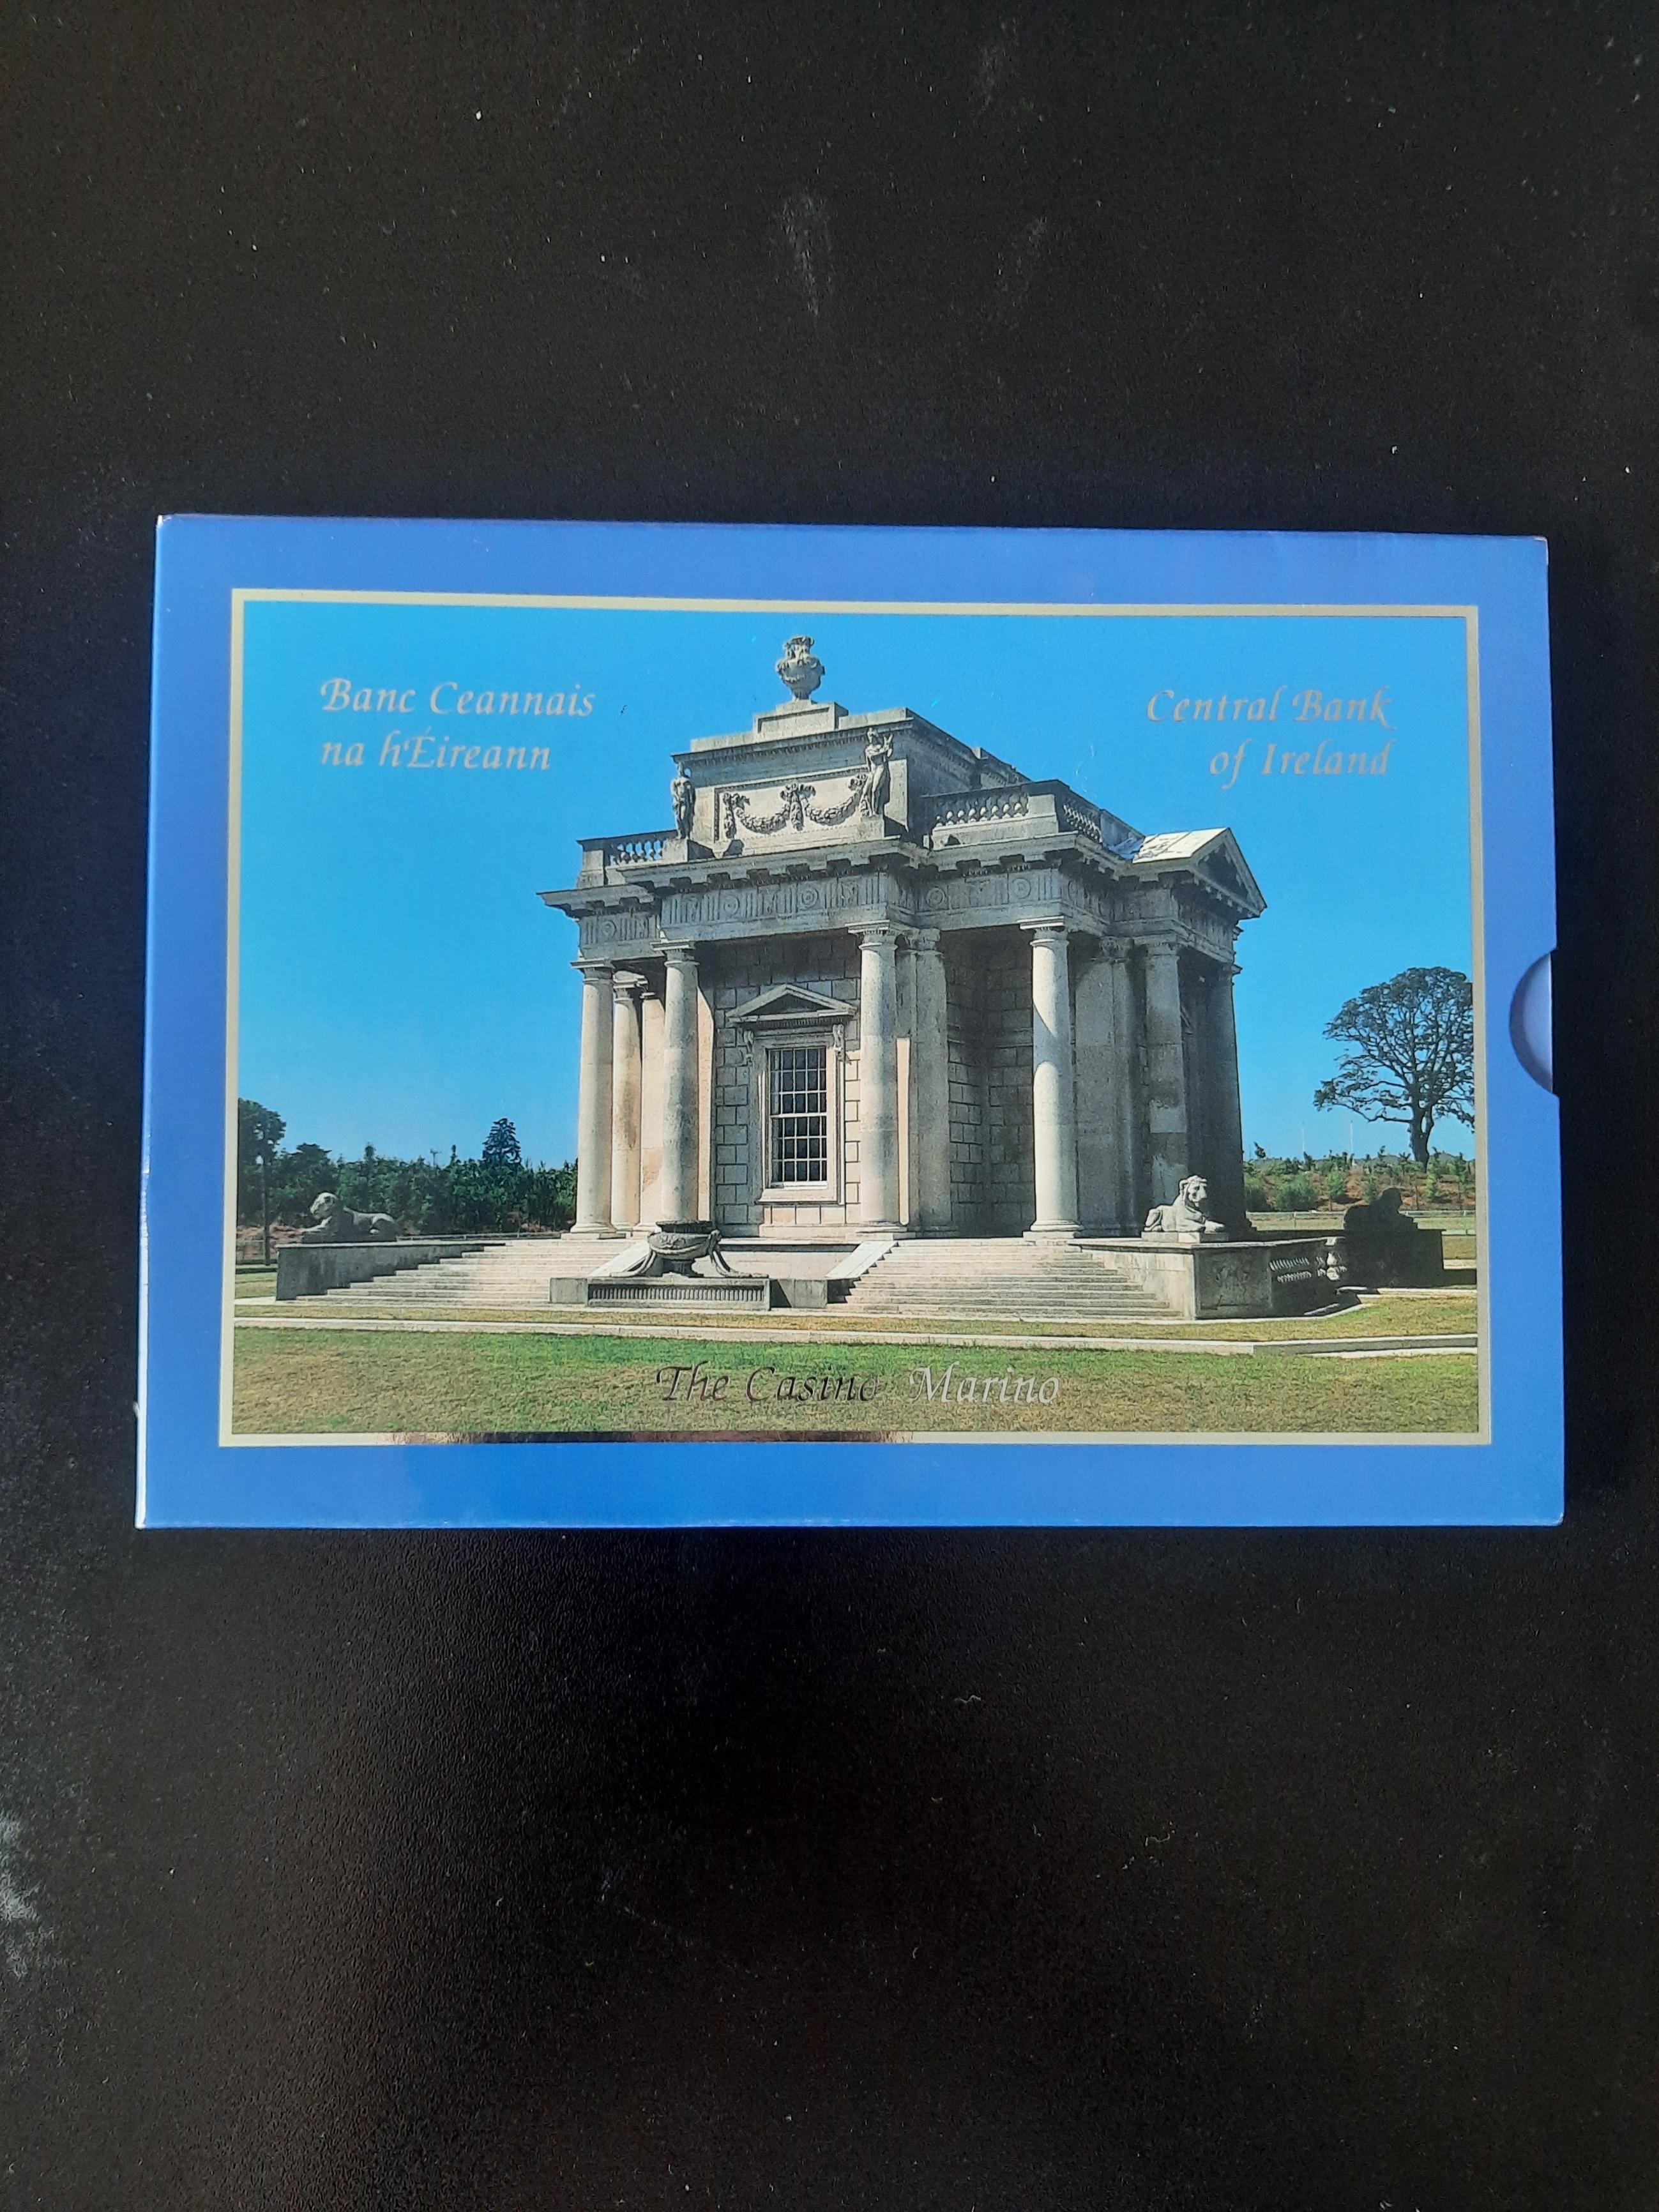 Banc Ceannais
na hÉireann
Central Bank
of Ireland
The Casino, Marino